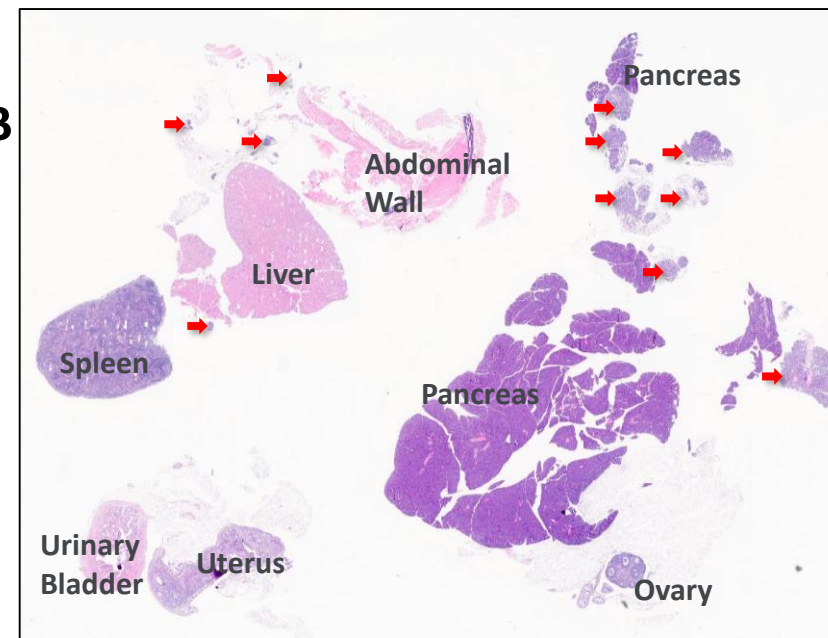 B
Pancreas
Abdominal
Wall
Liver
Spleen
Pancreas
Urinary
Bladder
Uterus
Ovary